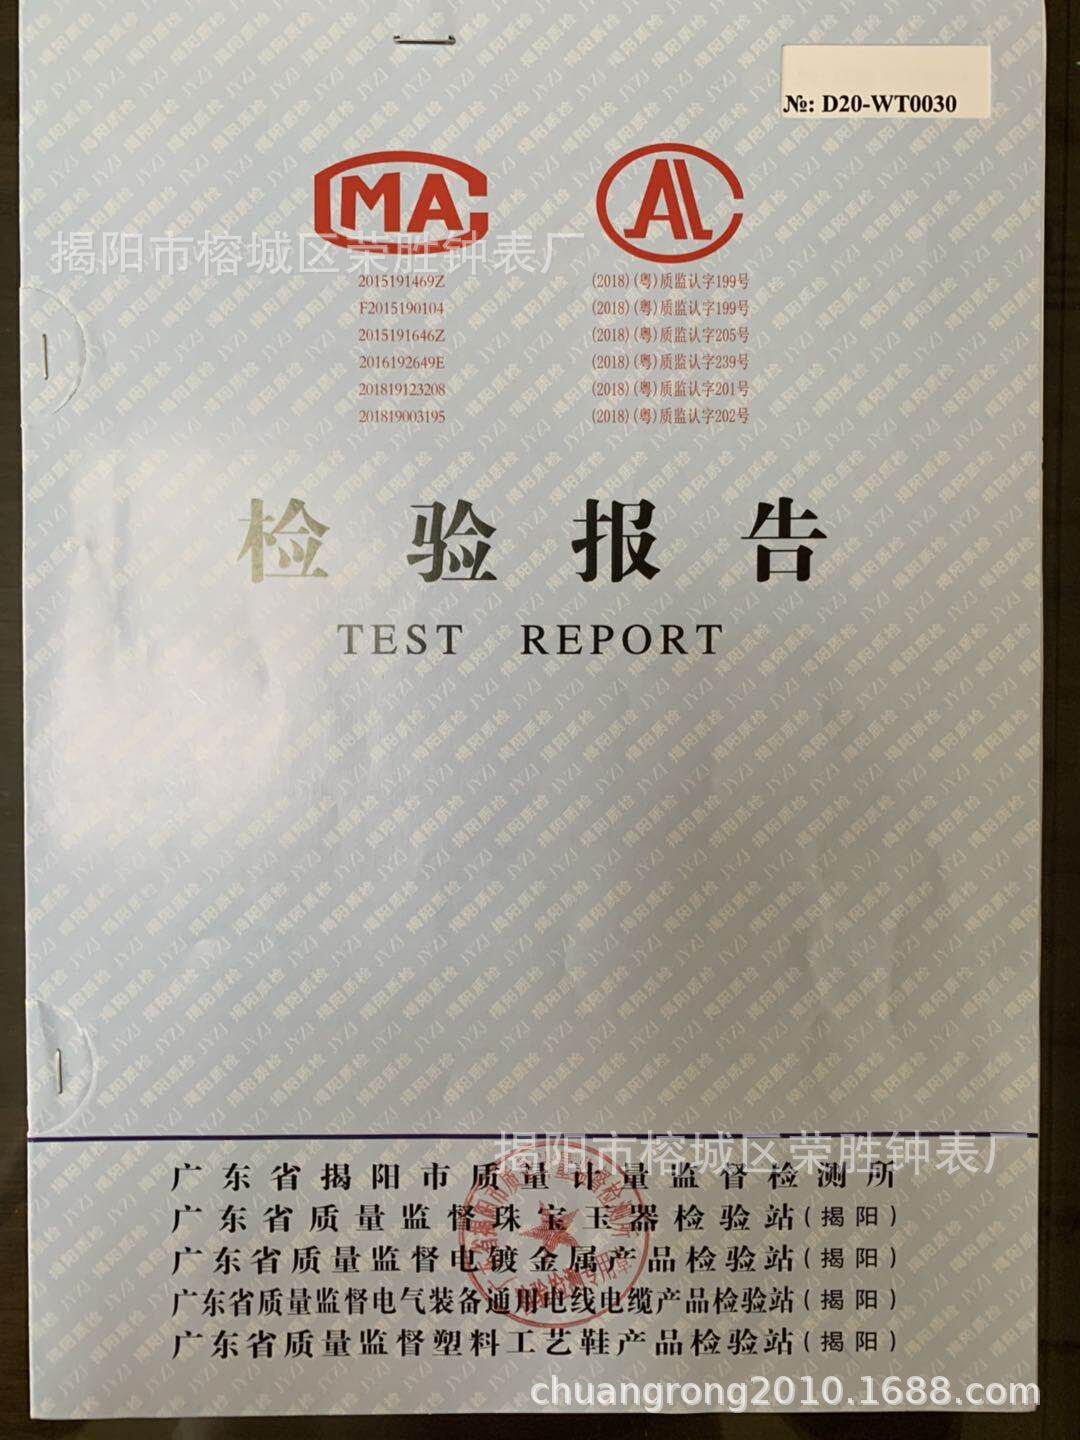 №: D20-WT0030
CMA
CAL
揭阳市榕城区荣胜钟表厂
2015191469Z
(2018)(粤)质监认字199号
F2015190104
(2018)(粤)质监认字199号
2015191646Z
(2018)(粤)质监认字205号
2016192649E
(2018)(粤)质监认字239号
201819123208
(2018)(粤)质监认字201号
201819003195
(2018)(粤)质监认字202号
检验报告
TEST REPORT
揭阳市榕城区荣胜钟表厂
广东省揭阳市质量计量监督检测所
广东省质量监督珠宝玉器检验站(揭阳)
广东省质量监督电镀金属产品检验站(揭阳)
广东省质量监督电气装备通用电线电缆产品检验站(揭阳)
广东省质量监督塑料工艺鞋产品检验站(揭阳)
检验检测专用章
chuangrong2010.1688.com